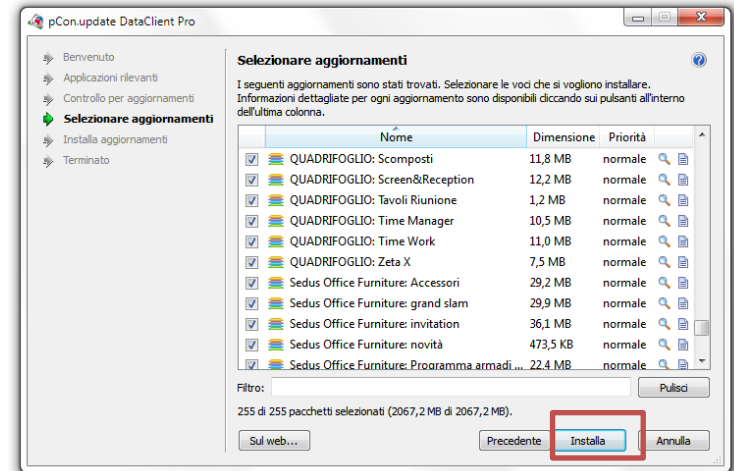 pCon.update DataClient Pro
Benvenuto
Applicazioni rilevanti
Controllo per aggiornamenti
Selezionare aggiornamenti
Installa aggiornamenti
Terminato
Selezionare aggiornamenti
I seguenti aggiornamenti sono stati trovati. Selezionare le voci che si vogliono installare.
Informazioni dettagliate per ogni aggiornamento sono disponibili cliccando sui pulsanti all'interno
dell'ultima colonna.
Nome Dimensione Priorità
QUADRIFOGLIO: Scomposti 11,8 MB normale
QUADRIFOGLIO: Screen&Reception 12,2 MB normale
QUADRIFOGLIO: Tavoli Riunione 1,2 MB normale
QUADRIFOGLIO: Time Manager 10,5 MB normale
QUADRIFOGLIO: Time Work 11,0 MB normale
QUADRIFOGLIO: Zeta X 7,5 MB normale
Sedus Office Furniture: Accessori 29,2 MB normale
Sedus Office Furniture: grand slam 29,9 MB normale
Sedus Office Furniture: invitation 36,1 MB normale
Sedus Office Furniture: novità 473,5 KB normale
Sedus Office Furniture: Programma armadi ... 22,4 MB normale
Filtro: Pulisci
255 di 255 pacchetti selezionati (2067,2 MB di 2067,2 MB).
Sul web... Precedente Installa Annulla